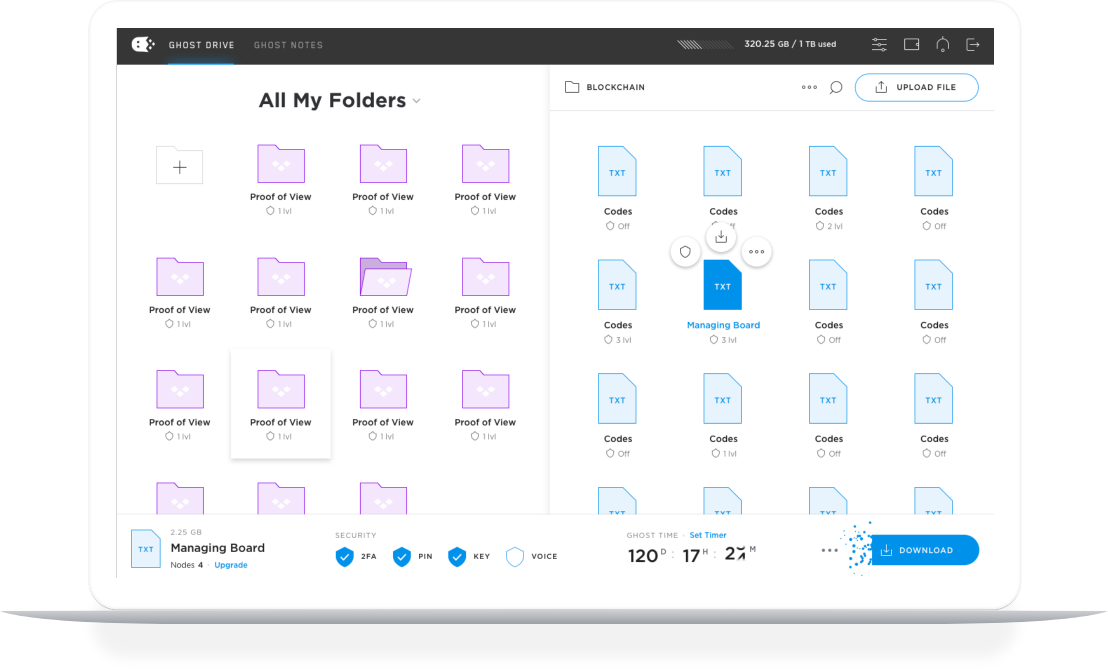 GHOST DRIVE
GHOST NOTES
320.25 GB / 1 TB used
All My Folders
BLOCKCHAIN
UPLOAD FILE
Proof of View
1 lvl
Proof of View
1 lvl
Proof of View
1 lvl
Proof of View
1 lvl
Proof of View
1 lvl
Proof of View
1 lvl
Proof of View
1 lvl
Proof of View
1 lvl
Proof of View
1 lvl
Proof of View
1 lvl
Proof of View
1 lvl
TXT
TXT
TXT
TXT
Codes
Codes
Codes
Codes
Off
2 lvl
Off
TXT
TXT
TXT
TXT
Codes
Managing Board
Codes
Codes
3 lvl
3 lvl
Off
Off
TXT
TXT
TXT
TXT
Codes
Codes
Codes
Codes
Off
1 lvl
Off
Off
TXT
TXT
TXT
TXT
TXT
2.25 GB
Managing Board
Nodes 4 · Upgrade
SECURITY
2FA
PIN
KEY
VOICE
GHOST TIME · Set Timer
120 D : 17 H : M
DOWNLOAD